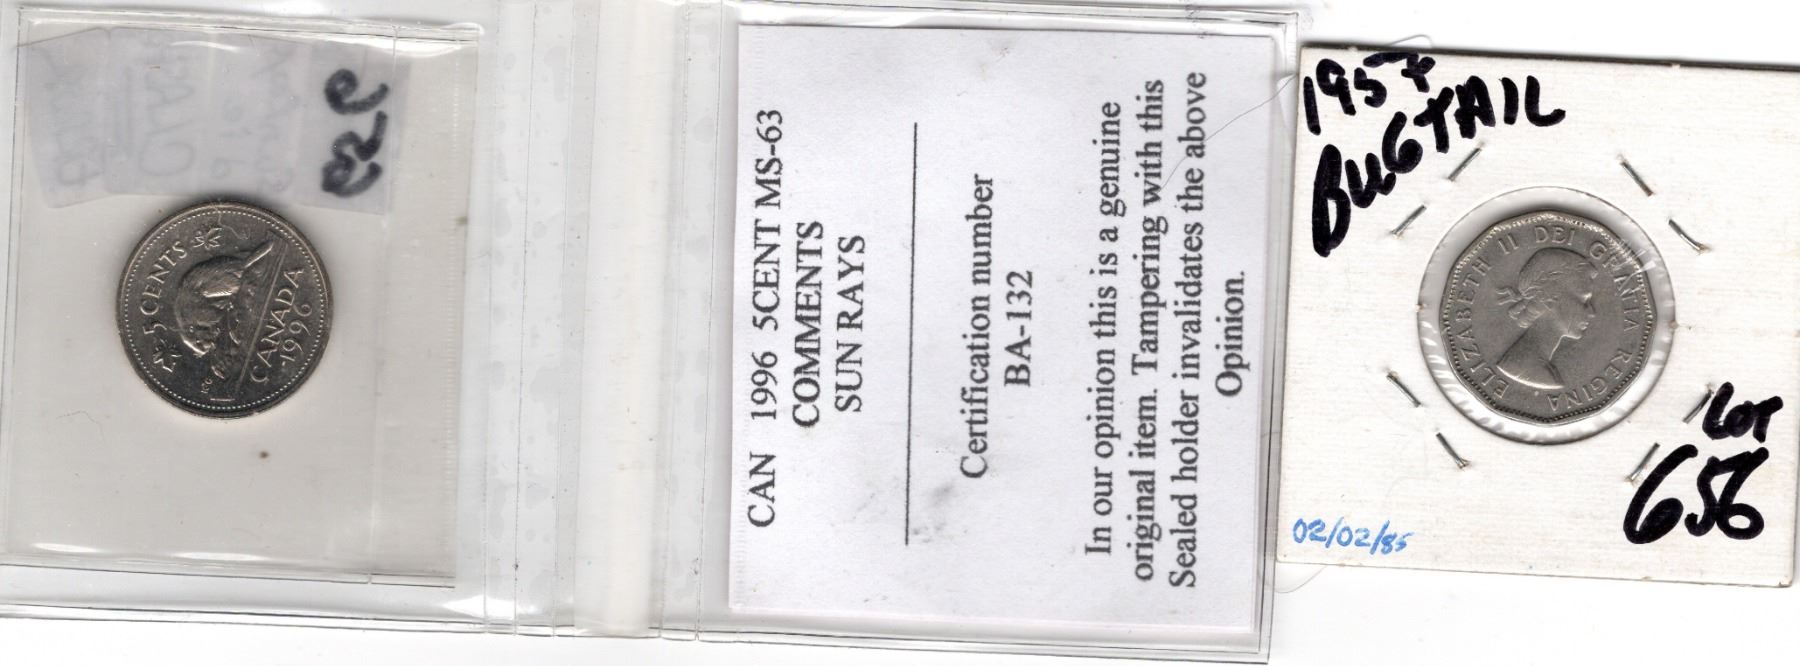 5 CENTS
CANADA
1996
CAN 1996 5CENT MS-63
COMMENTS
SUN RAYS
Certification number
BA-132
In our opinion this is a genuine
original item. Tampering with this
Sealed holder invalidates the above
Opinion.
1957
BUGTAIL
ELIZABETH II DEI GRATIA REGINA
LOT
656
02/02/85